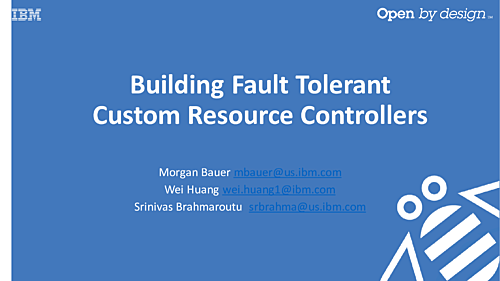 IBM
Open by design™
Building Fault Tolerant
Custom Resource Controllers
Morgan Bauer mbauer@us.ibm.com
Wei Huang wei.huang1@ibm.com
Srinivas Brahmaroutu srbrahma@us.ibm.com